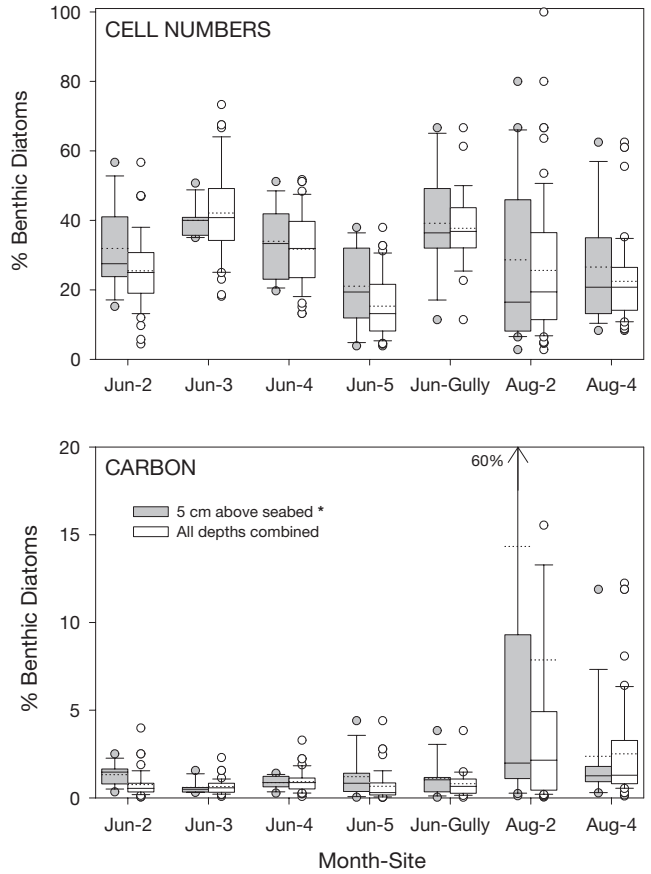 CELL NUMBERS
% Benthic Diatoms
100
80
60
40
20
0
Jun-2 Jun-3 Jun-4 Jun-5 Jun-Gully Aug-2 Aug-4
CARBON
% Benthic Diatoms
20
15
10
5
0
60%
5 cm above seabed *
All depths combined
Jun-2 Jun-3 Jun-4 Jun-5 Jun-Gully Aug-2 Aug-4
Month-Site